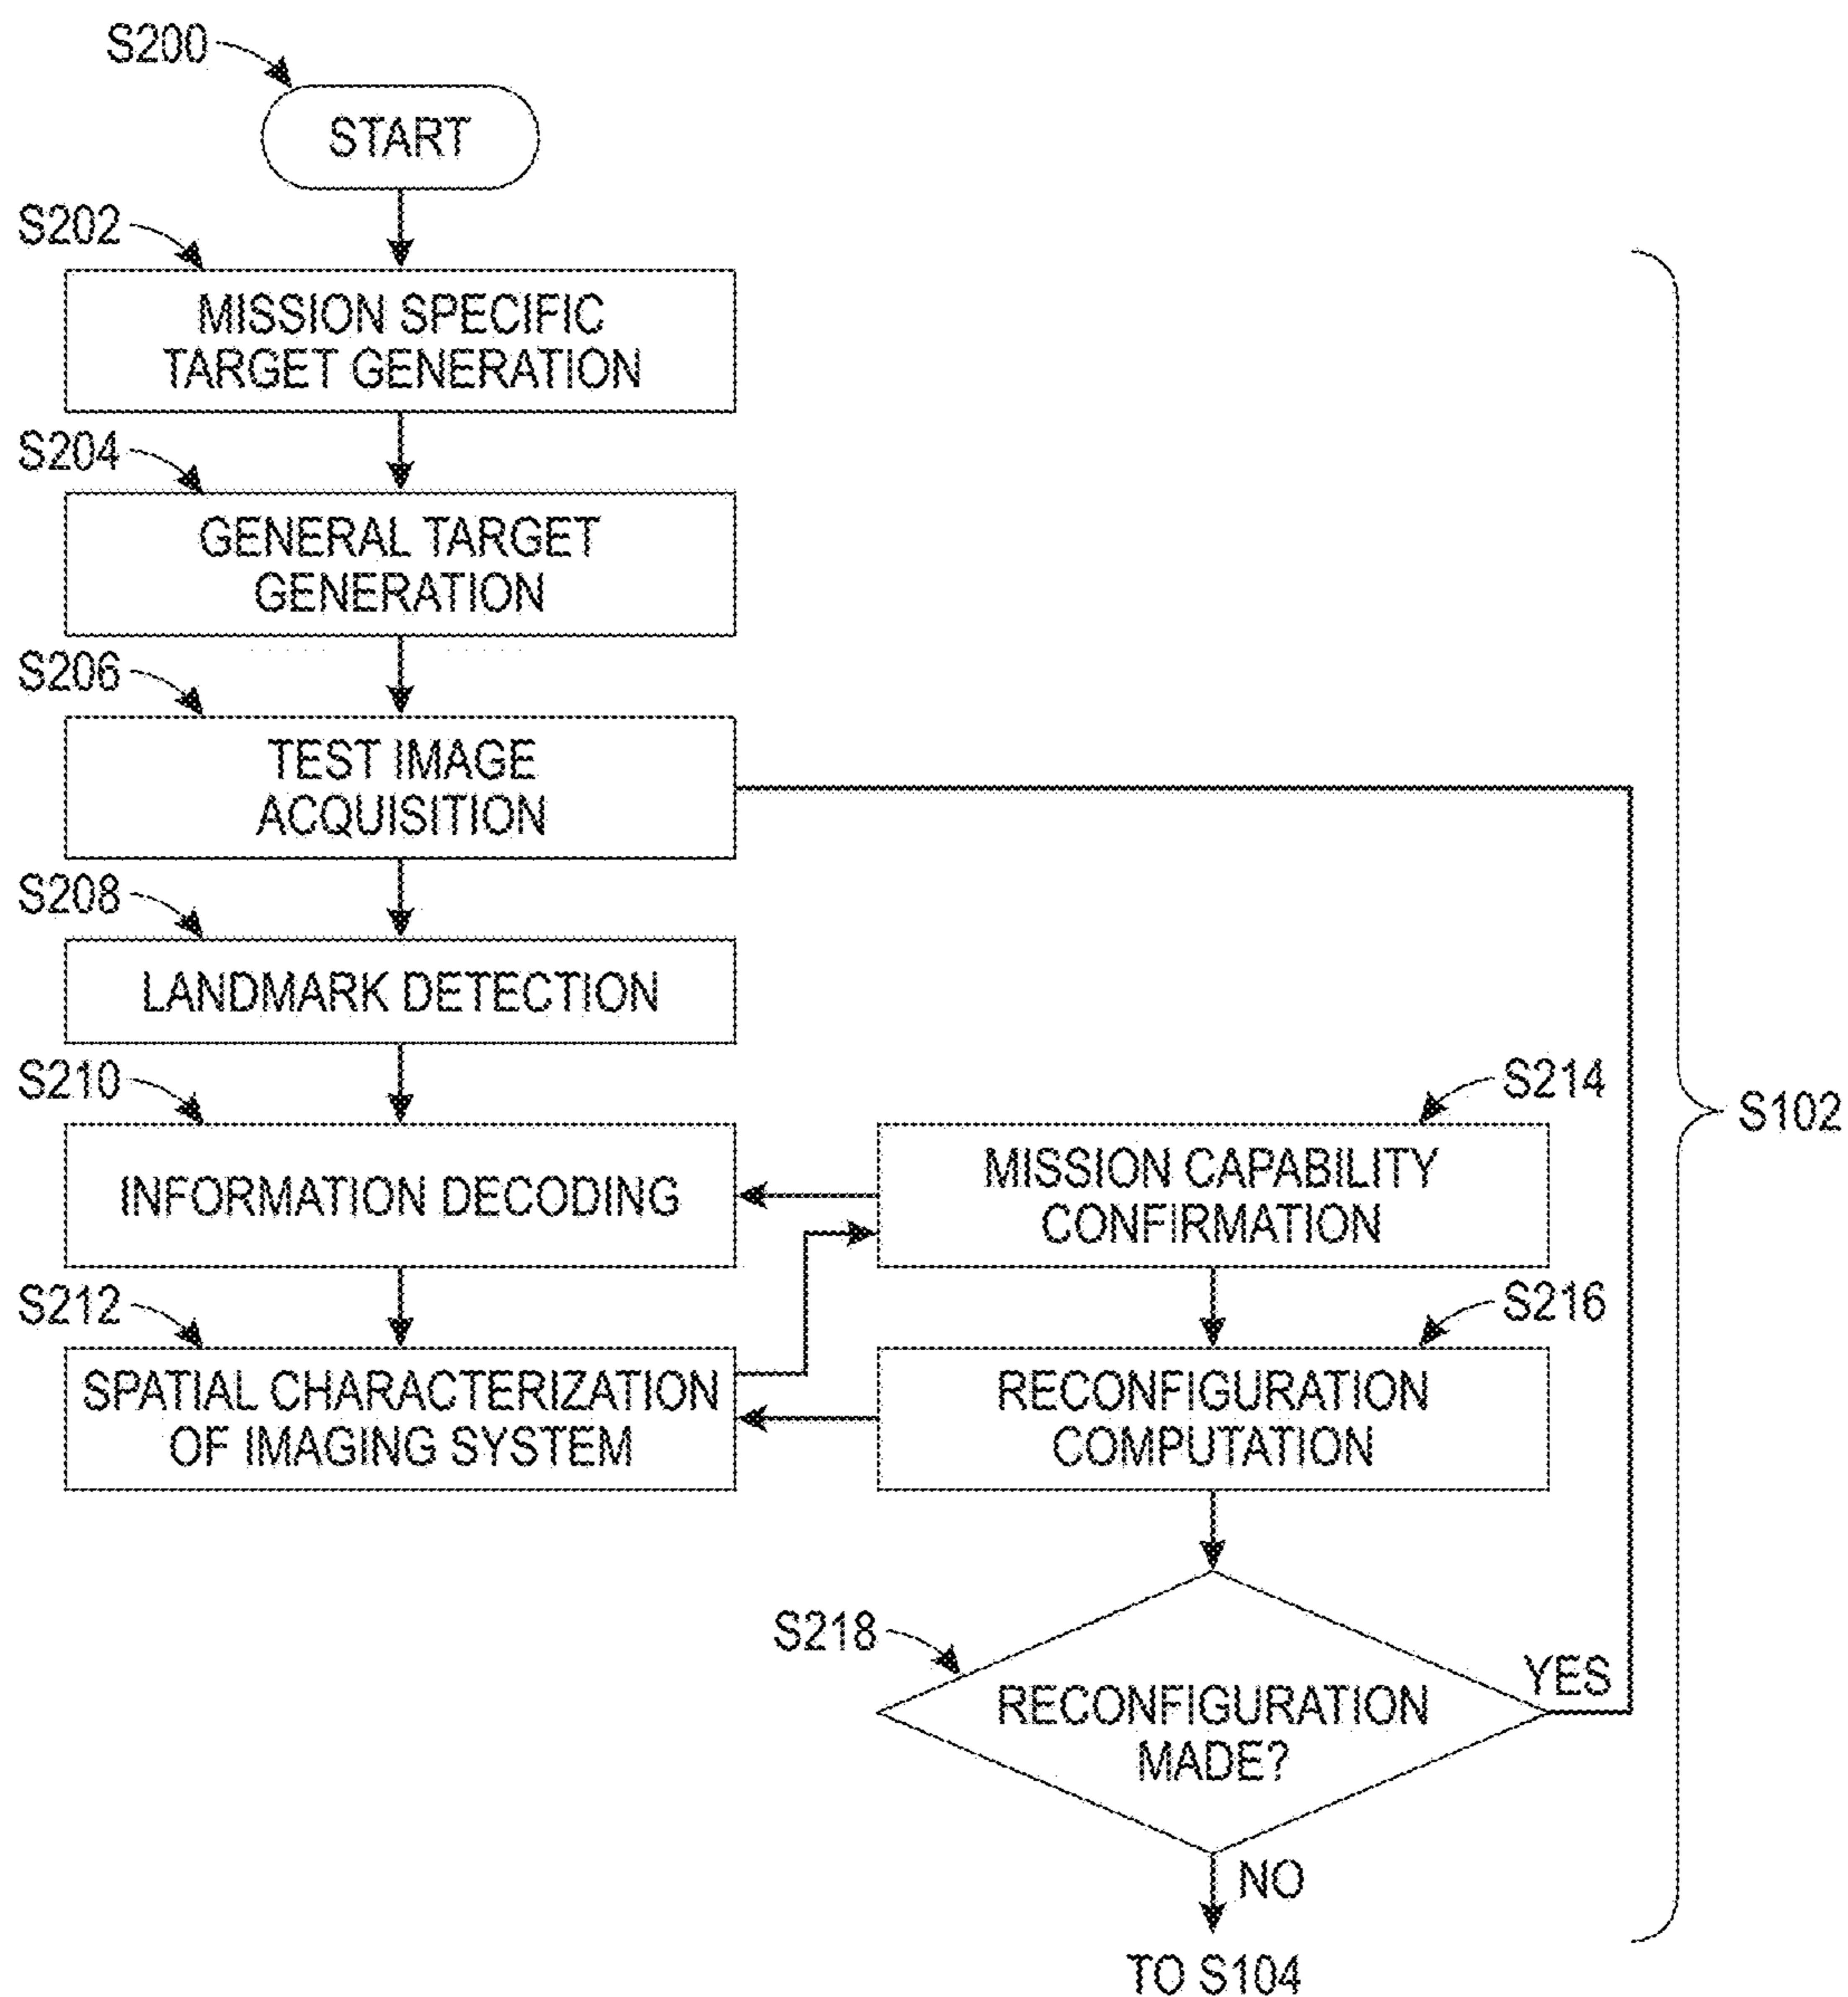 S200
START
S202
MISSION SPECIFIC
TARGET GENERATION
S204
GENERAL TARGET
GENERATION
S206
TEST IMAGE
ACQUISITION
S208
LANDMARK DETECTION
S210
INFORMATION DECODING
S212
SPATIAL CHARACTERIZATION
OF IMAGING SYSTEM
S214
MISSION CAPABILITY
CONFIRMATION
S216
RECONFIGURATION
COMPUTATION
S218
RECONFIGURATION
MADE?
YES
NO
TO S104
S102